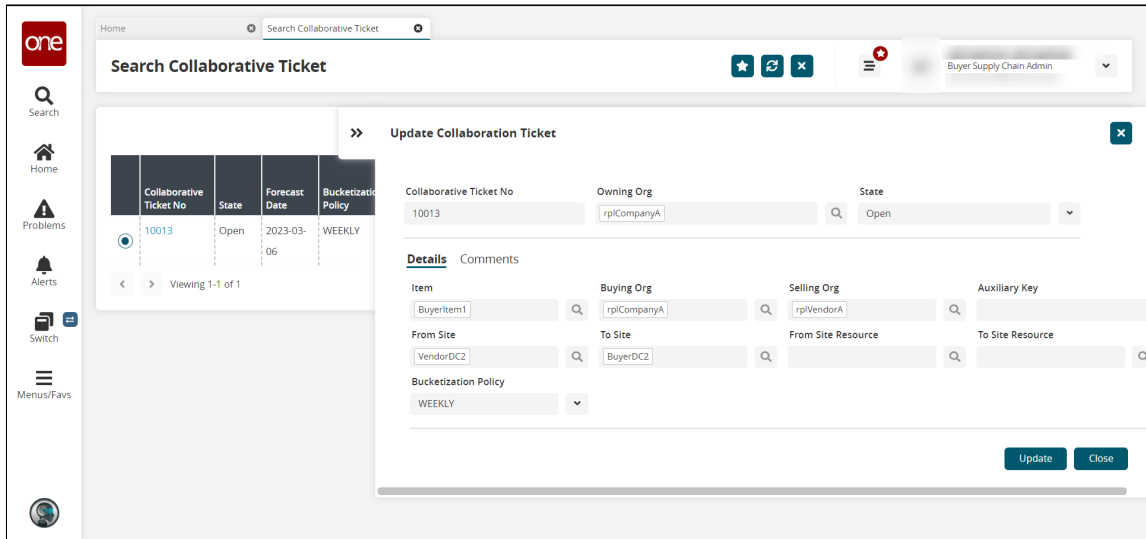 one
Search
Home
Problems
Alerts
Switch
Menus/Favs
Home
Search Collaborative Ticket
Search Collaborative Ticket
Buyer Supply Chain Admin
Collaborative Ticket No
State
Forecast Date
Bucketizatio Policy
10013
Open
2023-03-
06
WEEKLY
Viewing 1-1 of 1
Update Collaboration Ticket
Collaborative Ticket No
Owning Org
State
10013
rplCompanyA
Open
Details
Comments
Item
Buying Org
Selling Org
Auxiliary Key
BuyerItem1
rplCompanyA
rplVendorA
From Site
To Site
From Site Resource
To Site Resource
VendorDC2
BuyerDC2
Bucketization Policy
WEEKLY
Update
Close